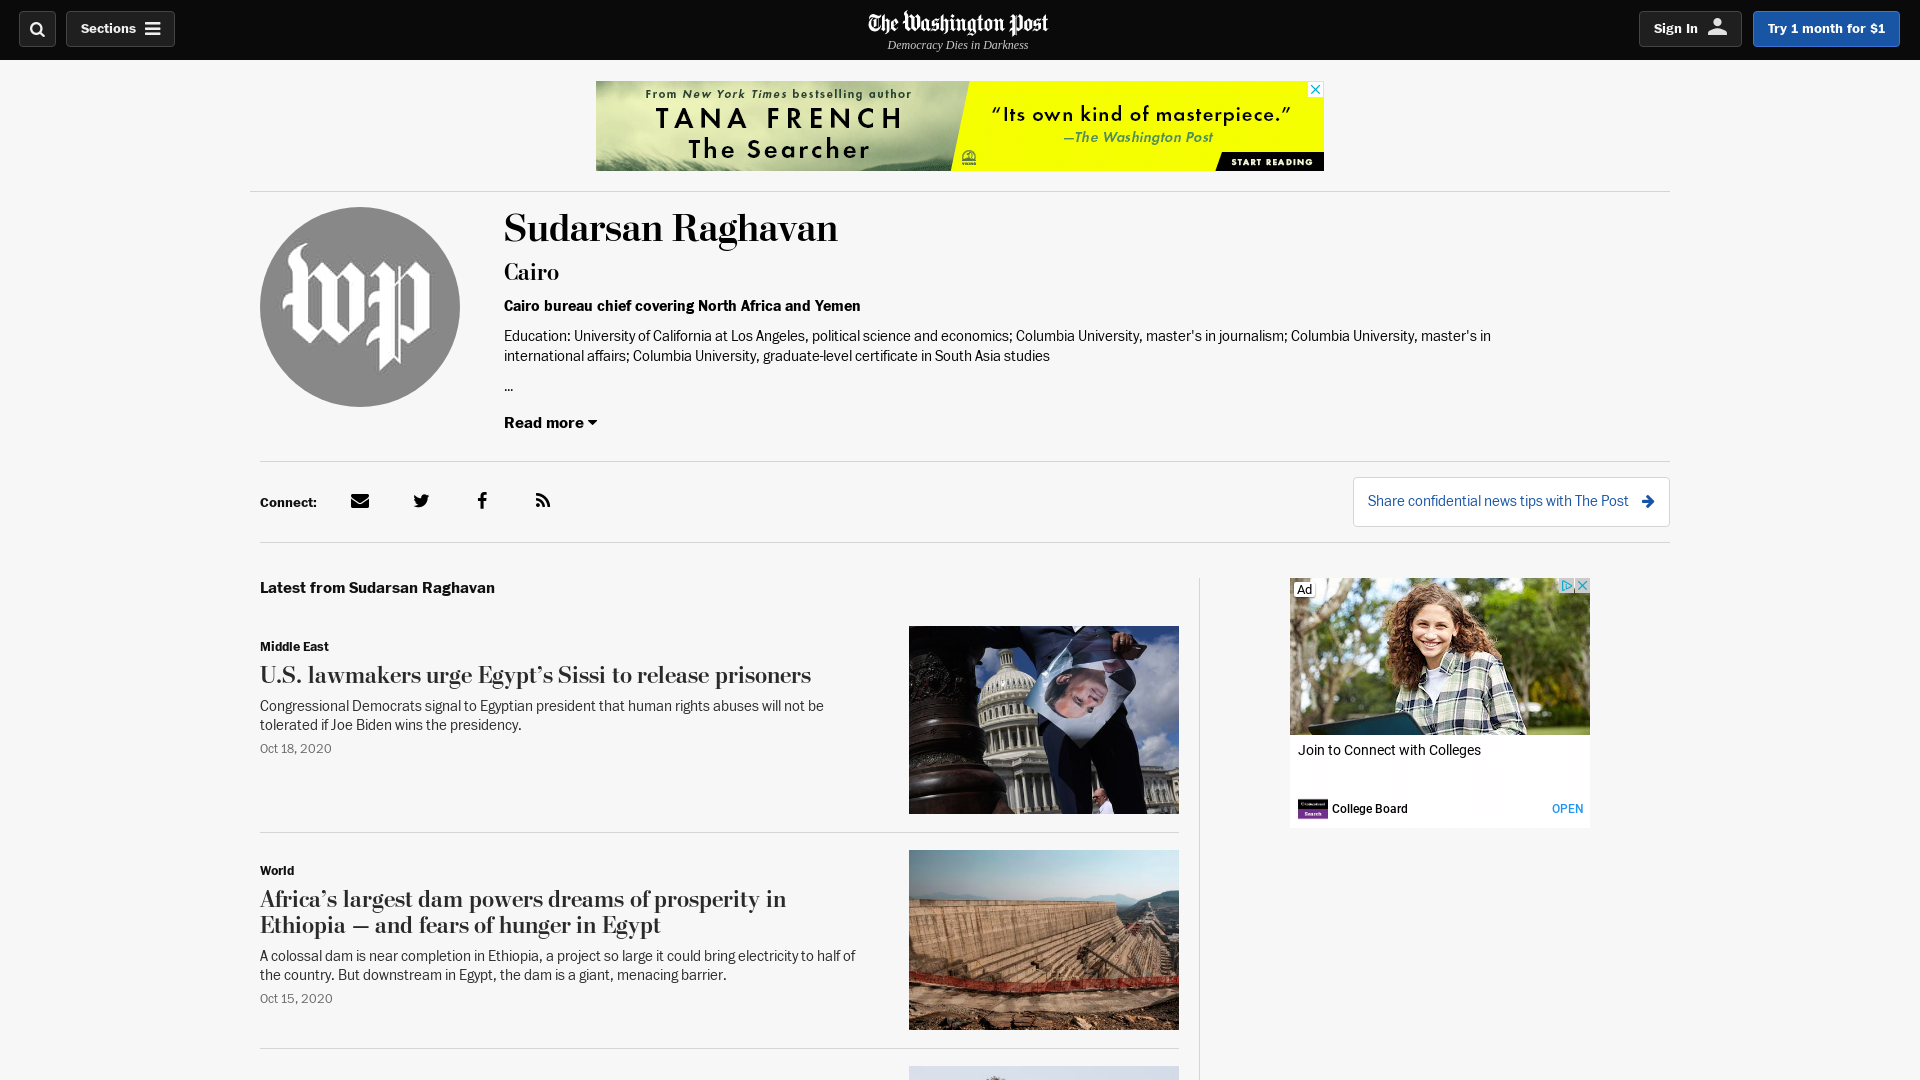 Sections
The Washington Post
Democracy Dies in Darkness
Sign In
Try 1 month for $1
From New York Times bestselling author
TANA FRENCH
The Searcher
“Its own kind of masterpiece.”
—The Washington Post
START READING
wp
Sudarsan Raghavan
Cairo
Cairo bureau chief covering North Africa and Yemen
Education: University of California at Los Angeles, political science and economics; Columbia University, master's in journalism; Columbia University, master's in
international affairs; Columbia University, graduate-level certificate in South Asia studies
...
Read more
Connect:
Share confidential news tips with The Post
Latest from Sudarsan Raghavan
Middle East
U.S. lawmakers urge Egypt’s Sissi to release prisoners
Congressional Democrats signal to Egyptian president that human rights abuses will not be
tolerated if Joe Biden wins the presidency.
Oct 18, 2020
World
Africa’s largest dam powers dreams of prosperity in
Ethiopia — and fears of hunger in Egypt
A colossal dam is near completion in Ethiopia, a project so large it could bring electricity to half of
the country. But downstream in Egypt, the dam is a giant, menacing barrier.
Oct 15, 2020
Ad
Join to Connect with Colleges
College Board
OPEN